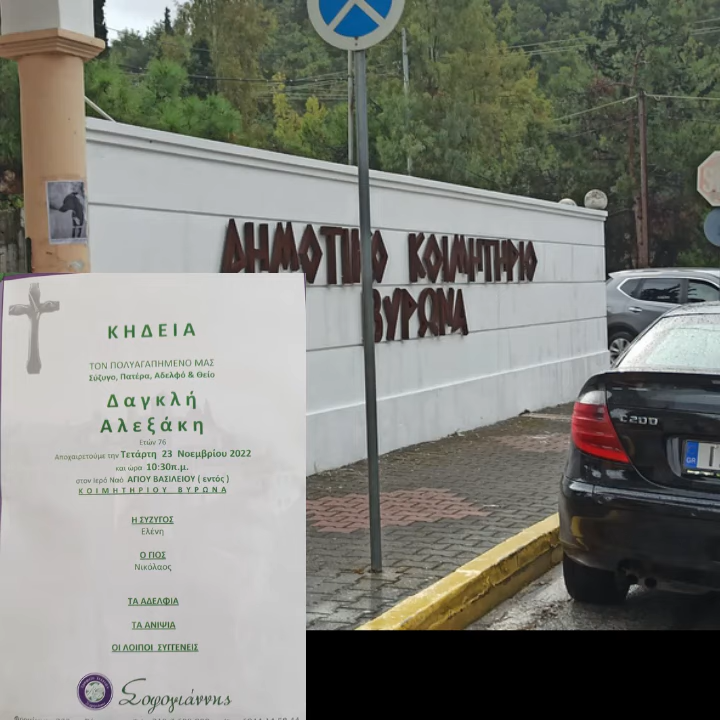 ΔΗΜΟΤΙΚΟ ΚΟΙΜΗΤΗΡΙΟ
ΒΥΡΩΝΑ
C200
GR
ΚΗΔΕΙΑ
ΤΟΝ ΠΟΛΥΑΓΑΠΗΜΕΝΟ ΜΑΣ
Σύζυγο, Πατέρα, Αδελφό & Θείο
Δαγκλή
Αλεξάκη
Ετών 76
Αποχαιρετούμε την Τετάρτη 23 Νοεμβρίου 2022
και ώρα 10:30π.μ.
στον Ιερό Ναό ΑΓΙΟΥ ΒΑΣΙΛΕΙΟΥ ( εντός )
ΚΟΙΜΗΤΗΡΙΟΥ ΒΥΡΩΝΑ
Η ΣΥΖΥΓΟΣ
Ελένη
Ο ΓΙΟΣ
Νικόλαος
ΤΑ ΑΔΕΛΦΙΑ
ΤΑ ΑΝΙΨΙΑ
ΟΙ ΛΟΙΠΟΙ ΣΥΓΓΕΝΕΙΣ
Σοφογιάννης